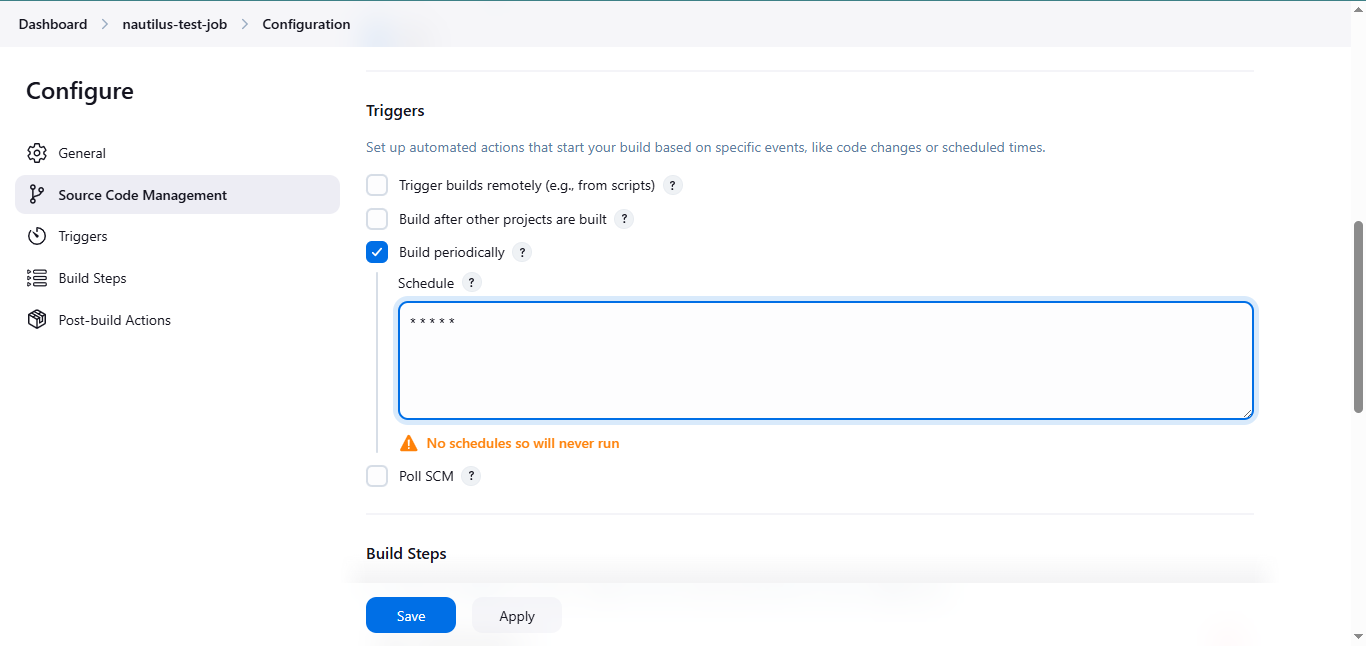 Dashboard > nautilus-test-job > Configuration
Configure
General
Source Code Management
Triggers
Build Steps
Post-build Actions
Triggers
Set up automated actions that start your build based on specific events, like code changes or scheduled times.
Trigger builds remotely (e.g., from scripts) ?
Build after other projects are built ?
Build periodically ?
Schedule ?
* * * * *
No schedules so will never run
Poll SCM ?
Build Steps
Save
Apply